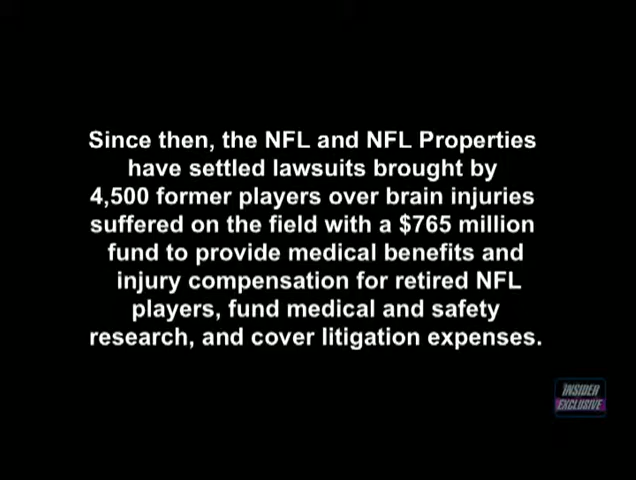 Since then, the NFL and NFL Properties
have settled lawsuits brought by
4,500 former players over brain injuries
suffered on the field with a $765 million
fund to provide medical benefits and
injury compensation for retired NFL
players, fund medical and safety
research, and cover litigation expenses.
INSIDER
EXCLUSIVE